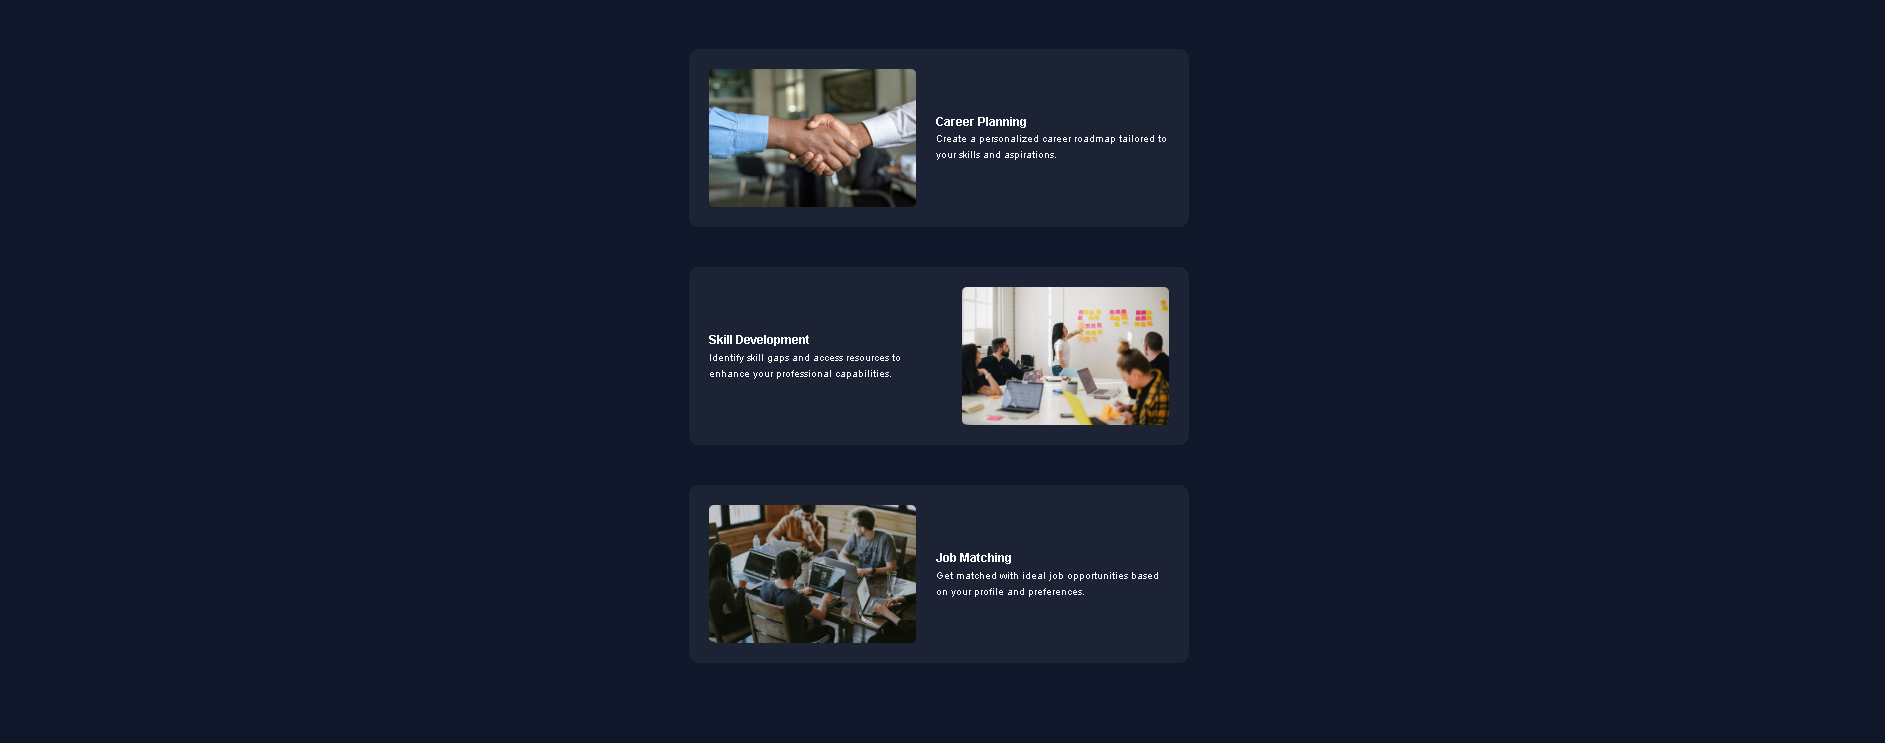 Career Planning
Create a personalized career roadmap tailored to
your skills and aspirations.
Skill Development
Identify skill gaps and access resources to
enhance your professional capabilities.
Job Matching
Get matched with ideal job opportunities based
on your profile and preferences.